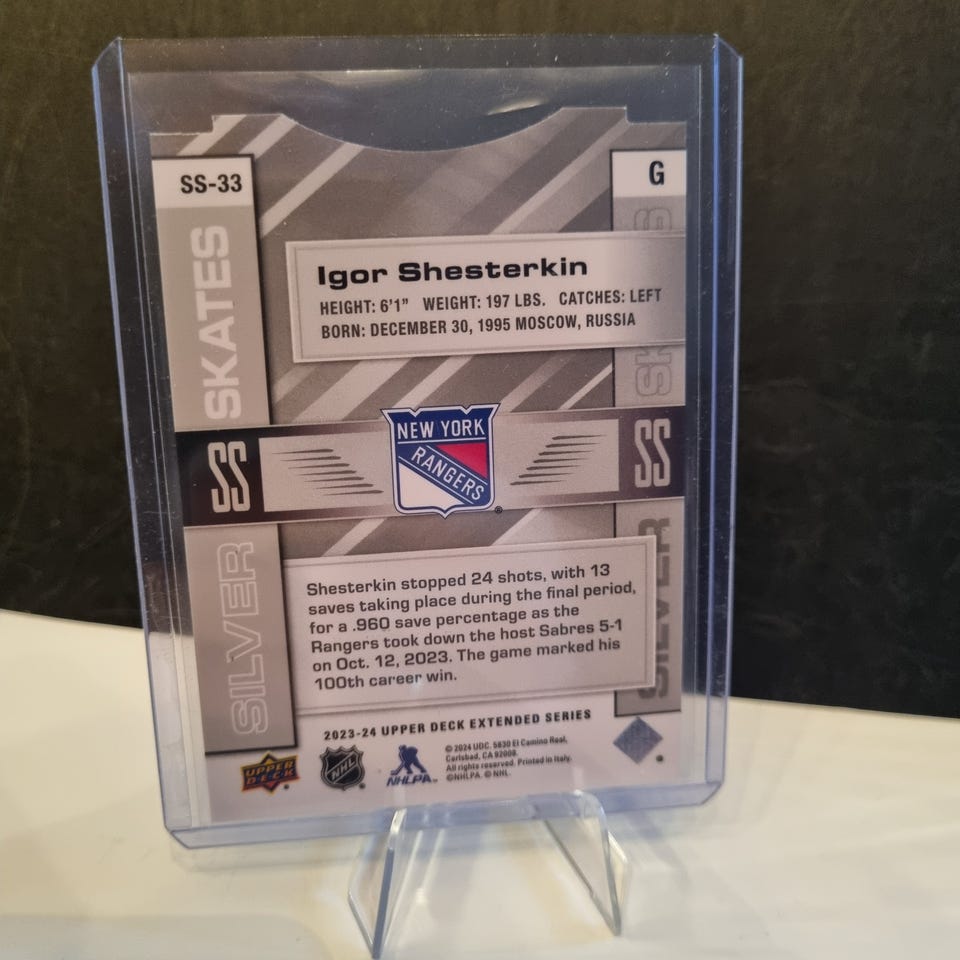 SS-33
G
SKATES
SKATES
Igor Shesterkin
HEIGHT: 6'1" WEIGHT: 197 LBS. CATCHES: LEFT
BORN: DECEMBER 30, 1995 MOSCOW, RUSSIA
SS
NEW YORK
RANGERS
SS
SILVER
SILVER
Shesterkin stopped 24 shots, with 13
saves taking place during the final period,
for a .960 save percentage as the
Rangers took down the host Sabres 5-1
on Oct. 12, 2023. The game marked his
100th career win.
2023-24 UPPER DECK EXTENDED SERIES
UPPER
DECK
NHL
NHLPA
© 2024 UDC. 5830 El Camino Real,
Carlsbad, CA 92008.
All rights reserved. Printed in Italy.
©NHLPA. © NHL.